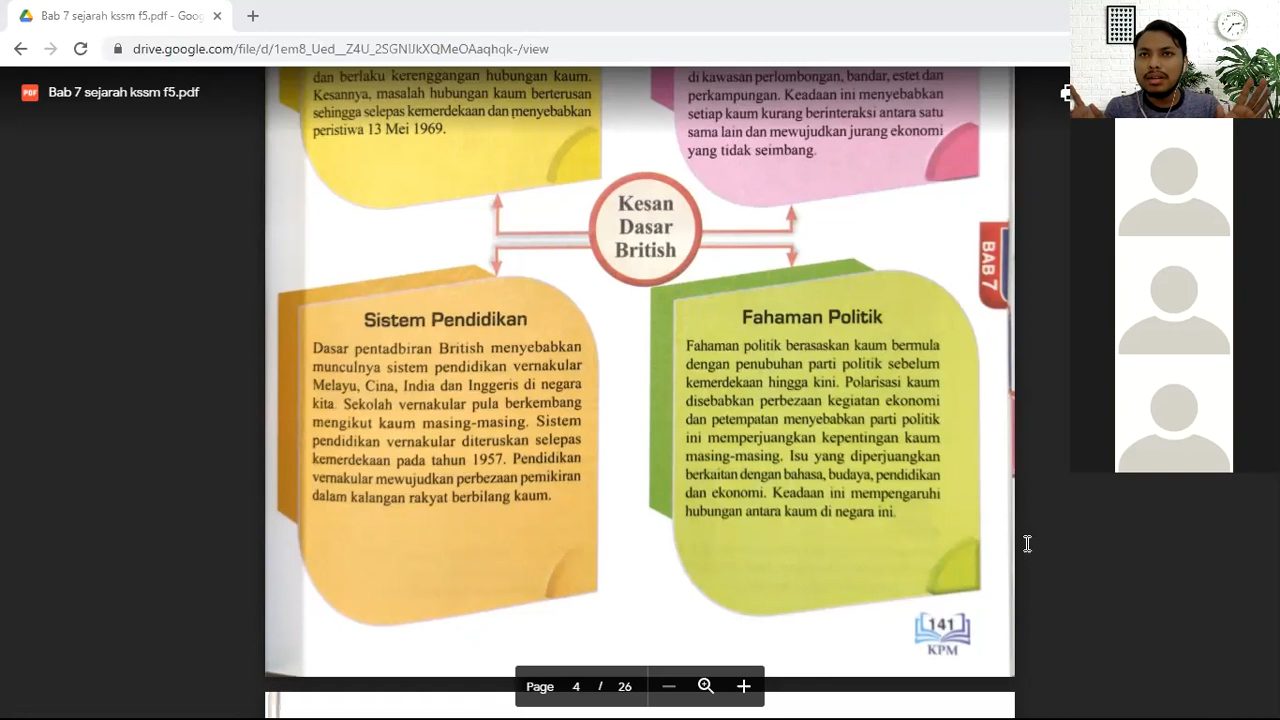 Bab 7 sejarah kssm f5.pdf - Goog
drive.google.com/file/d/1em8_Ued__Z4U_2SGNlJkXQMeOAaqhqk-/view
PDF
Bab 7 sejarah kssm f5.pdf
dan berlaku kerenggangan hubungan kaum.
Kesannya, masalah hubungan kaum berterusan
sehingga selepas kemerdekaan dan menyebabkan
peristiwa 13 Mei 1969.
di kawasan perlombongan, bandar, estet dan
perkampungan. Keadaan ini menyebabkan
setiap kaum kurang berinteraksi antara satu
sama lain dan mewujudkan jurang ekonomi
yang tidak seimbang.
Kesan
Dasar
British
BAB 7
Sistem Pendidikan
Dasar pentadbiran British menyebabkan
munculnya sistem pendidikan vernakular
Melayu, Cina, India dan Inggeris di negara
kita. Sekolah vernakular pula berkembang
mengikut kaum masing-masing. Sistem
pendidikan vernakular diteruskan selepas
kemerdekaan pada tahun 1957. Pendidikan
vernakular mewujudkan perbezaan pemikiran
dalam kalangan rakyat berbilang kaum.
Fahaman Politik
Fahaman politik berasaskan kaum bermula
dengan penubuhan parti politik sebelum
kemerdekaan hingga kini. Polarisasi kaum
disebabkan perbezaan kegiatan ekonomi
dan petempatan menyebabkan parti politik
ini memperjuangkan kepentingan kaum
masing-masing. Isu yang diperjuangkan
berkaitan dengan bahasa, budaya, pendidikan
dan ekonomi. Keadaan ini mempengaruhi
hubungan antara kaum di negara ini.
141
KPM
Page 4 / 26